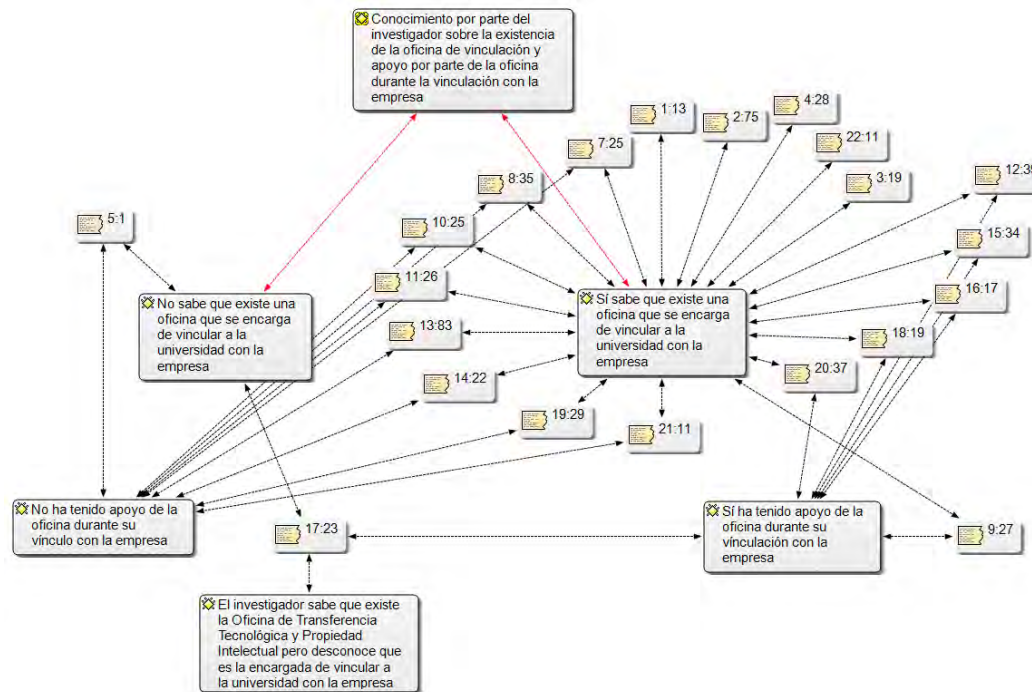 Conocimiento por parte del
investigador sobre la existencia
de la oficina de vinculación y
apoyo por parte de la oficina
durante la vinculación con la
empresa
1:13
2:75
4:28
7:25
22:11
8:35
3:19
12:39
5:1
10:25
15:34
11:26
16:17
No sabe que existe una
oficina que se encarga
de vincular a la
universidad con la
empresa
Sí sabe que existe una
oficina que se encarga
de vincular a la
universidad con la
empresa
13:83
18:19
14:22
20:37
19:29
21:11
No ha tenido apoyo de la
oficina durante su
vínculo con la empresa
17:23
Sí ha tenido apoyo de la
oficina durante su
vínculación con la
empresa
9:27
El investigador sabe que existe
la Oficina de Transferencia
Tecnológica y Propiedad
Intelectual pero desconoce que
es la encargada de vincular a
la universidad con la empresa